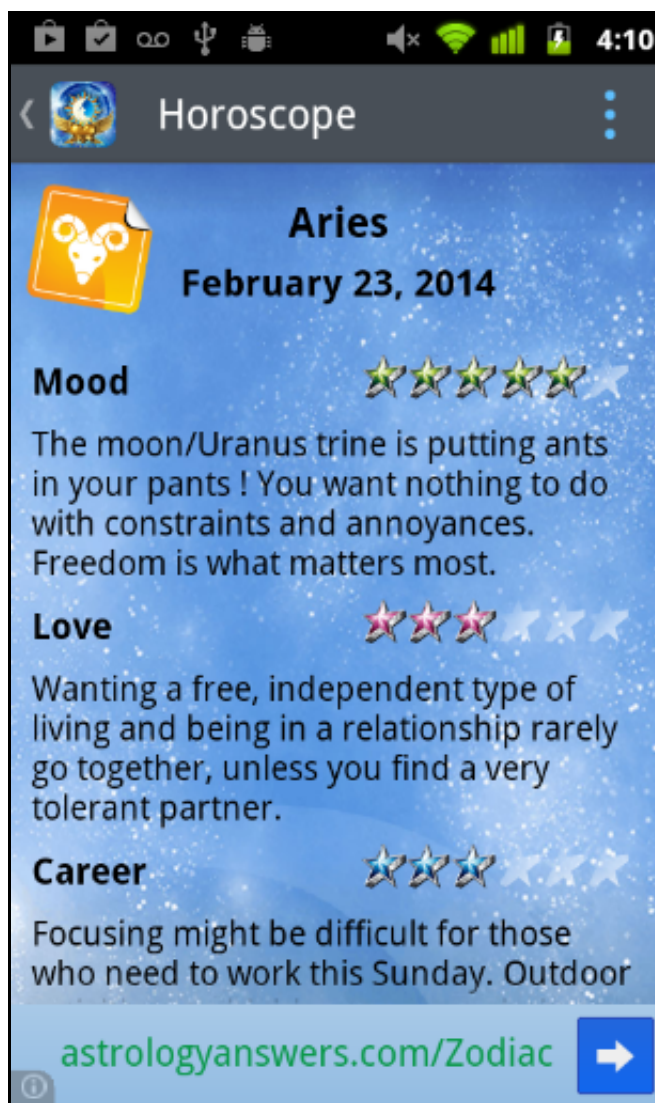 4:10
Horoscope
Aries
February 23, 2014
Mood
The moon/Uranus trine is putting ants
in your pants ! You want nothing to do
with constraints and annoyances.
Freedom is what matters most.
Love
Wanting a free, independent type of
living and being in a relationship rarely
go together, unless you find a very
tolerant partner.
Career
Focusing might be difficult for those
who need to work this Sunday. Outdoor
astrologyanswers.com/Zodiac